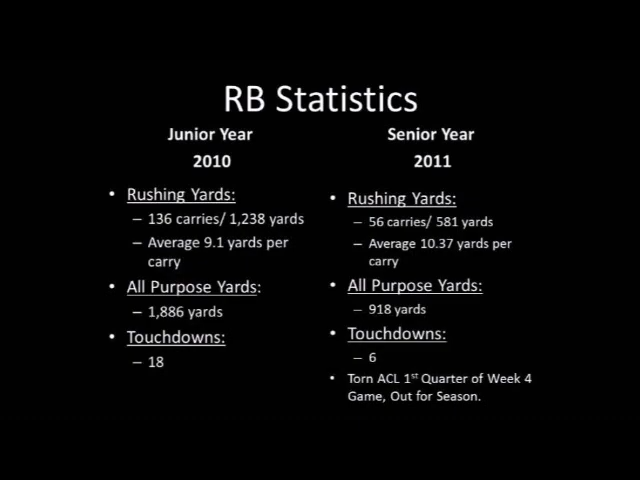 RB Statistics
Junior Year
2010
• Rushing Yards:
– 136 carries/ 1,238 yards
– Average 9.1 yards per
carry
• All Purpose Yards:
– 1,886 yards
• Touchdowns:
– 18
Senior Year
2011
• Rushing Yards:
– 56 carries/ 581 yards
– Average 10.37 yards per
carry
• All Purpose Yards:
– 918 yards
• Touchdowns:
– 6
• Torn ACL 1st Quarter of Week 4
Game, Out for Season.